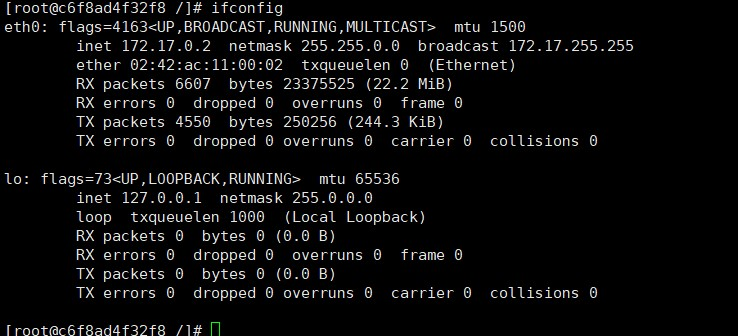 [root@c6f8ad4f32f8 /]# ifconfig
eth0: flags=4163<UP,BROADCAST,RUNNING,MULTICAST>  mtu 1500
        inet 172.17.0.2  netmask 255.255.0.0  broadcast 172.17.255.255
        ether 02:42:ac:11:00:02  txqueuelen 0  (Ethernet)
        RX packets 6607  bytes 23375525 (22.2 MiB)
        RX errors 0  dropped 0  overruns 0  frame 0
        TX packets 4550  bytes 250256 (244.3 KiB)
        TX errors 0  dropped 0 overruns 0  carrier 0  collisions 0

lo: flags=73<UP,LOOPBACK,RUNNING>  mtu 65536
        inet 127.0.0.1  netmask 255.0.0.0
        loop  txqueuelen 1000  (Local Loopback)
        RX packets 0  bytes 0 (0.0 B)
        RX errors 0  dropped 0  overruns 0  frame 0
        TX packets 0  bytes 0 (0.0 B)
        TX errors 0  dropped 0 overruns 0  carrier 0  collisions 0

[root@c6f8ad4f32f8 /]#